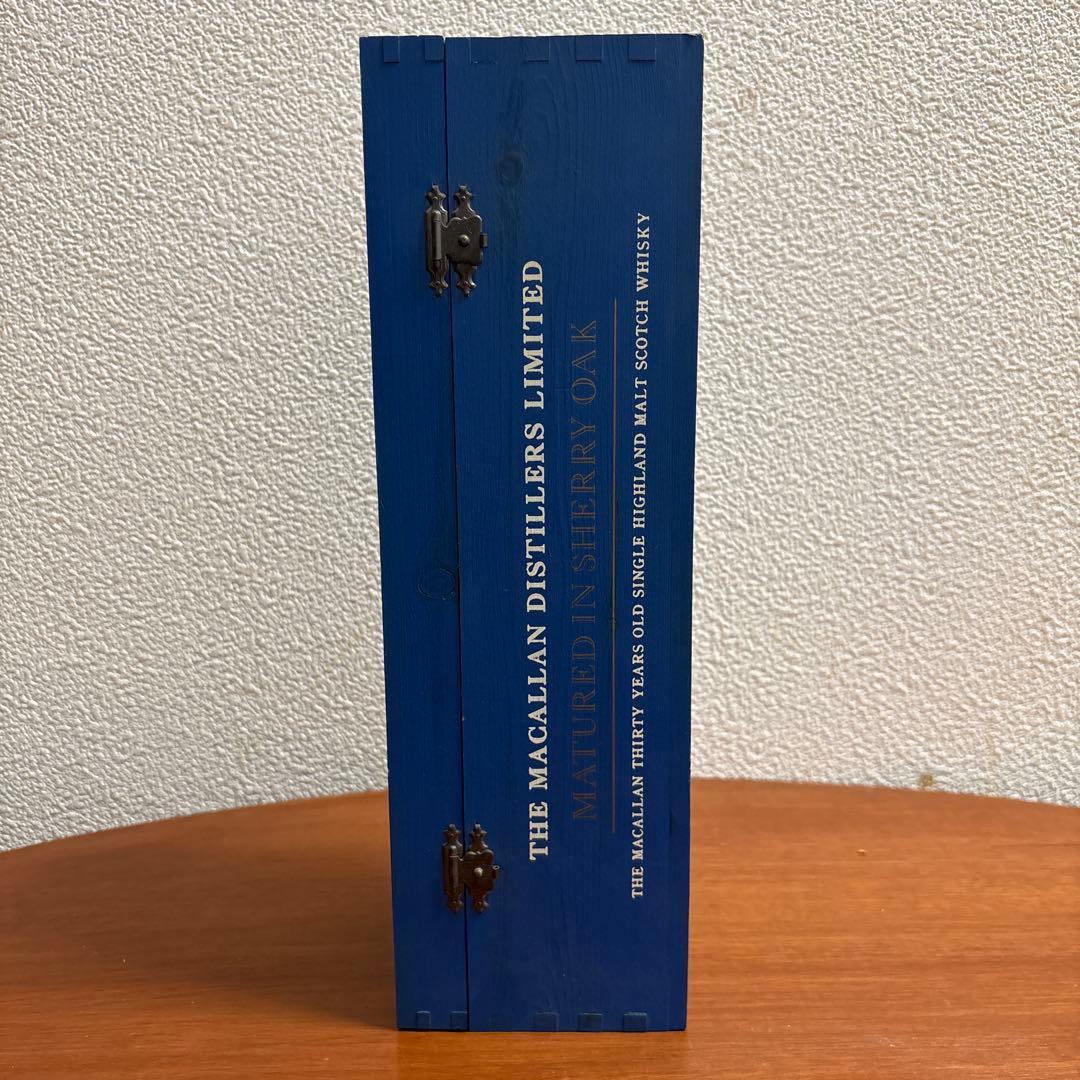 THE MACALLAN DISTILLERS LIMITED
MATURED IN SHERRY OAK
THE MACALLAN THIRTY YEARS OLD SINGLE HIGHLAND MALT SCOTCH WHISKY